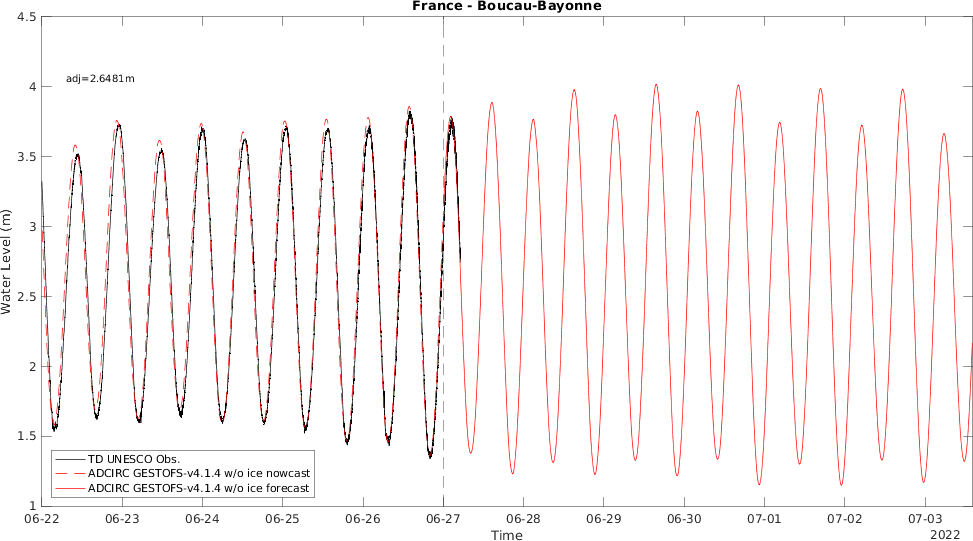 France - Boucau-Bayonne
4.5
4
3.5
3
2.5
2
1.5
1
Water Level (m)
adj=2.6481m
TD UNESCO Obs.
ADCIRC GESTOFS-v4.1.4 w/o ice nowcast
ADCIRC GESTOFS-v4.1.4 w/o ice forecast
06-22 06-23 06-24 06-25 06-26 06-27 06-28 06-29 06-30 07-01 07-02 07-03
Time
2022